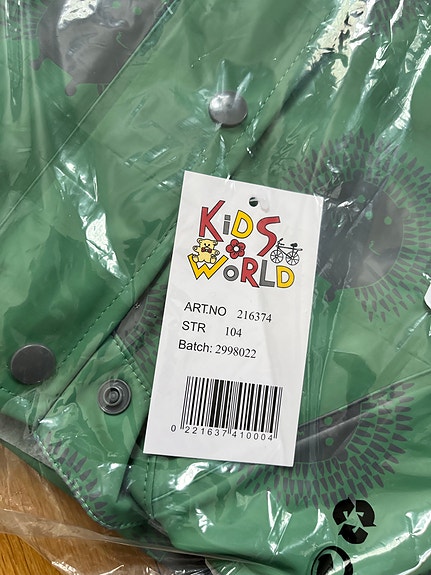 KiDS
WORLD
ART.NO 216374
STR 104
Batch: 2998022
0 221637 410004